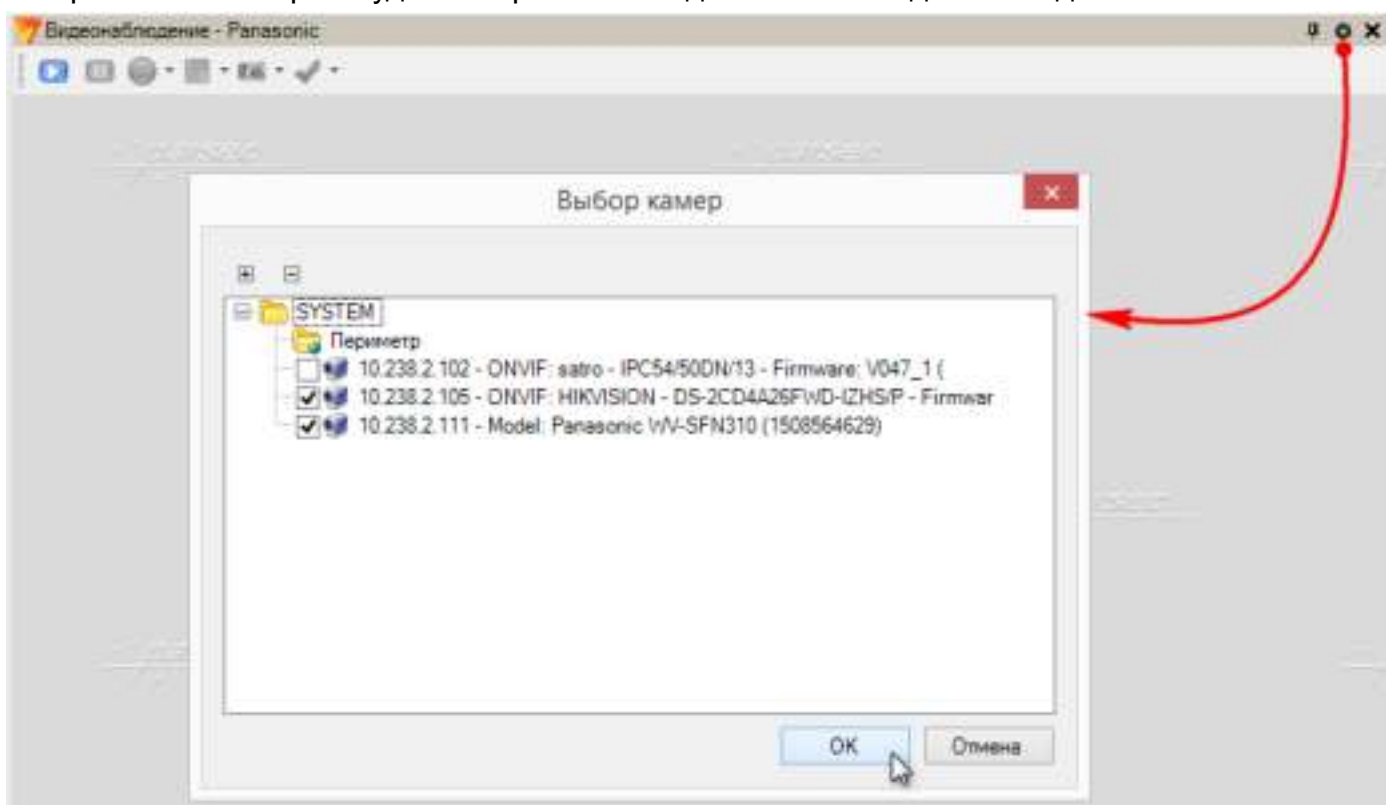 Видеонаблюдение - Panasonic
Выбор камер
SYSTEM
Периметр
10.238.2.102 - ONVIF: satro - IPC54/50DN/13 - Firmware: V047_1 (
10.238.2.105 - ONVIF: HIKVISION - DS-2CD4A26FWD-IZHS/P - Firmwar
10.238.2.111 - Model: Panasonic WV-SFN310 (1508564629)
OK
Отмена